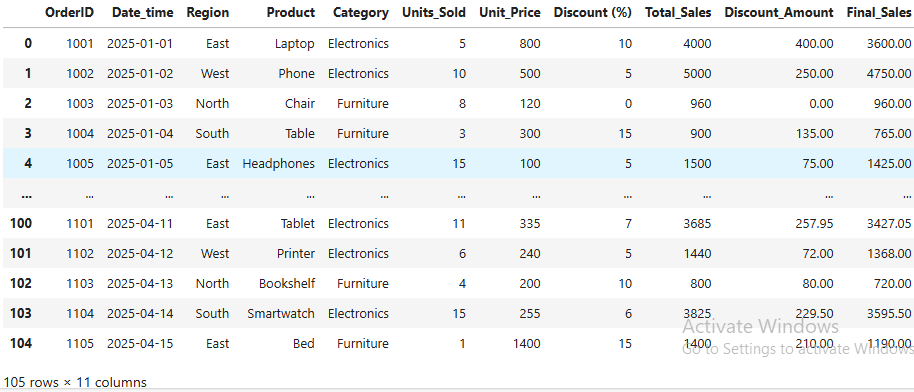 OrderID Date_time Region Product Category Units_Sold Unit_Price Discount (%) Total_Sales Discount_Amount Final_Sales
0 1001 2025-01-01 East Laptop Electronics 5 800 10 4000 400.00 3600.00
1 1002 2025-01-02 West Phone Electronics 10 500 5 5000 250.00 4750.00
2 1003 2025-01-03 North Chair Furniture 8 120 0 960 0.00 960.00
3 1004 2025-01-04 South Table Furniture 3 300 15 900 135.00 765.00
4 1005 2025-01-05 East Headphones Electronics 15 100 5 1500 75.00 1425.00
... ... ... ... ... ... ... ... ... ... ... ...
100 1101 2025-04-11 East Tablet Electronics 11 335 7 3685 257.95 3427.05
101 1102 2025-04-12 West Printer Electronics 6 240 5 1440 72.00 1368.00
102 1103 2025-04-13 North Bookshelf Furniture 4 200 10 800 80.00 720.00
103 1104 2025-04-14 South Smartwatch Electronics 15 255 6 3825 229.50 3595.50
Activate Windows
104 1105 2025-04-15 East Bed Furniture 1 1400 15 1400 210.00 1190.00
Go to Settings to activate Windows
105 rows × 11 columns